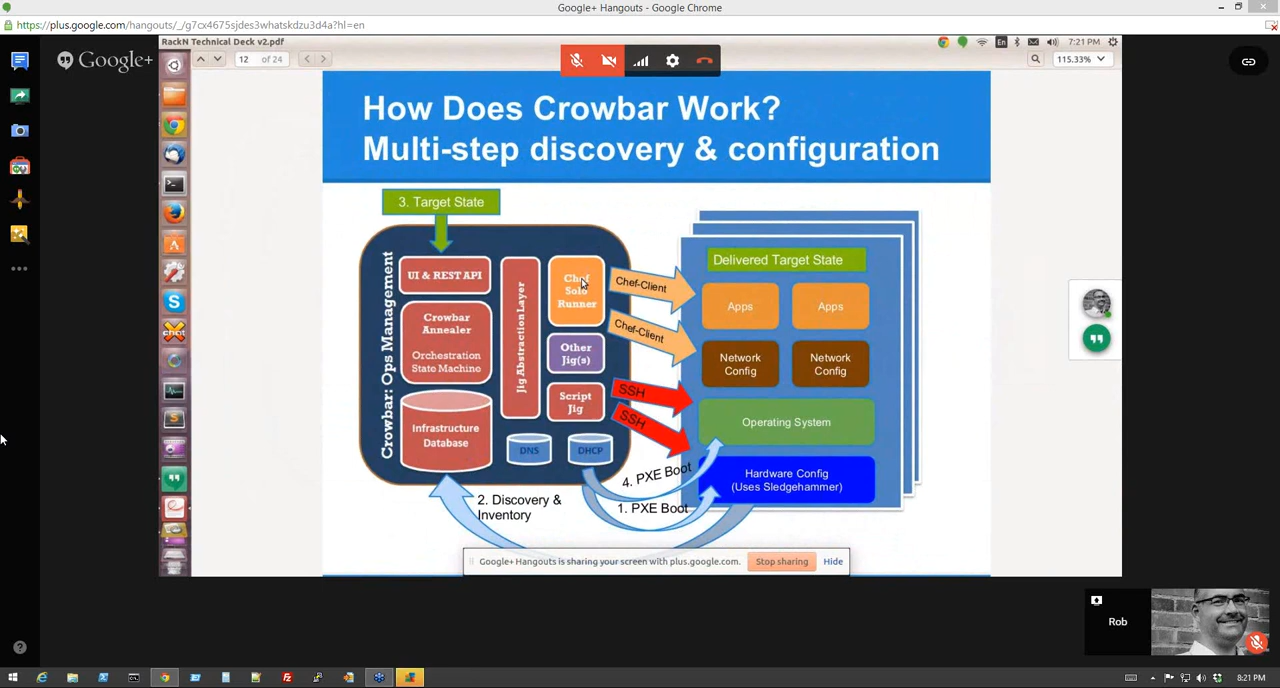 Google+ Hangouts - Google Chrome
https://plus.google.com/hangouts/_/g7cx4675sjdes3whatskdzu3d4a?hl=en
Google+
RackN Technical Deck v2.pdf
En
7:21 PM
12 of 24
115.33%
How Does Crowbar Work?
Multi-step discovery & configuration
3. Target State
Crowbar: Ops Management
UI & REST API
Crowbar
Annealer
Orchestration
State Machine
Infrastructure
Database
Jig Abstraction Layer
Chef
Solo
Runner
Other
Jig(s)
Script
Jig
DNS
DHCP
Chef-Client
Chef-Client
SSH
SSH
Delivered Target State
Apps
Apps
Network
Config
Network
Config
Operating System
Hardware Config
(Uses Sledgehammer)
4. PXE Boot
1. PXE Boot
2. Discovery &
Inventory
Google+ Hangouts is sharing your screen with plus.google.com.
Stop sharing
Hide
Rob
8:21 PM